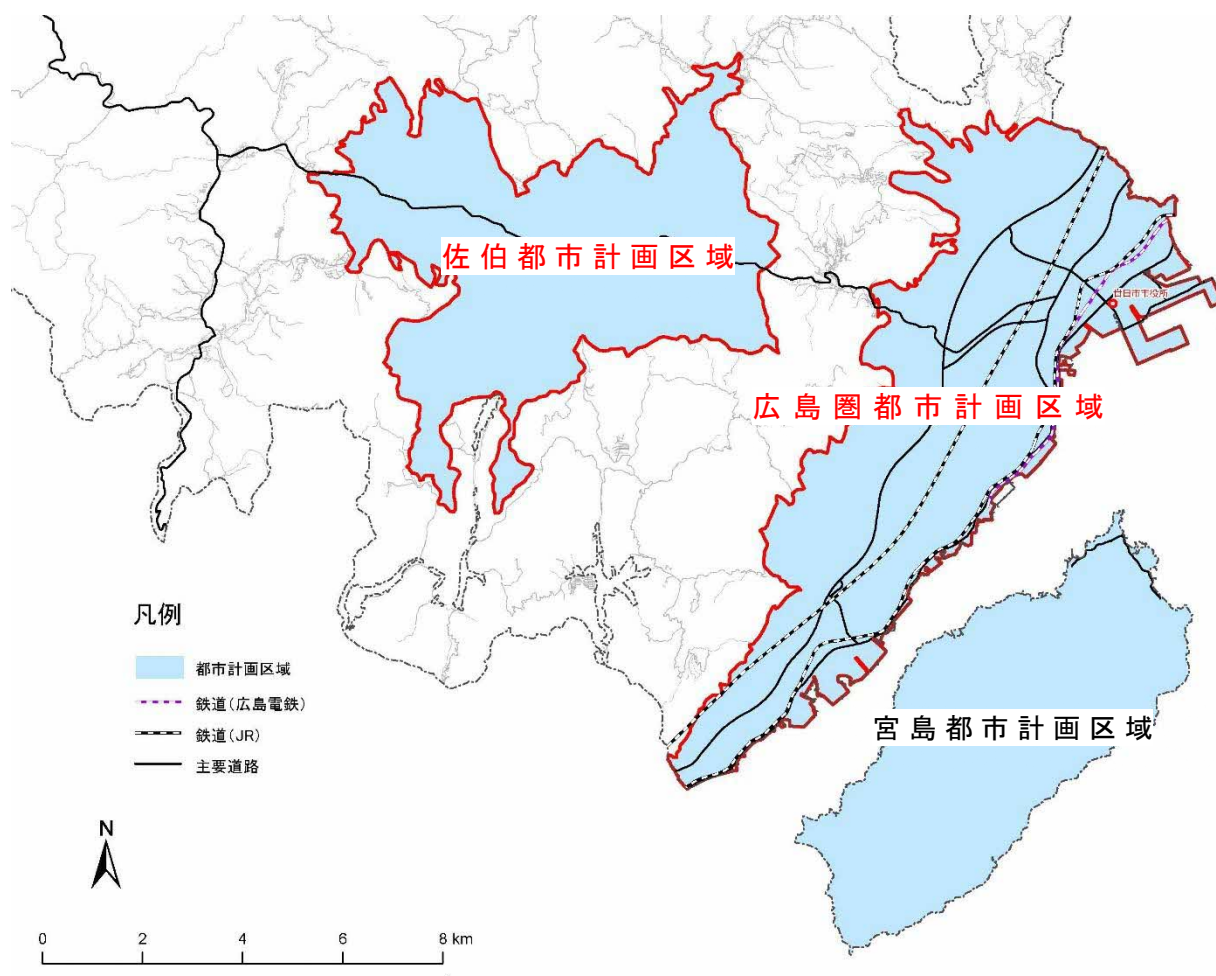 佐伯都市計画区域
廿日市市役所
広島圏都市計画区域
宮島都市計画区域
凡例
都市計画区域
鉄道(広島電鉄)
鉄道(JR)
主要道路
N
0 2 4 6 8 km